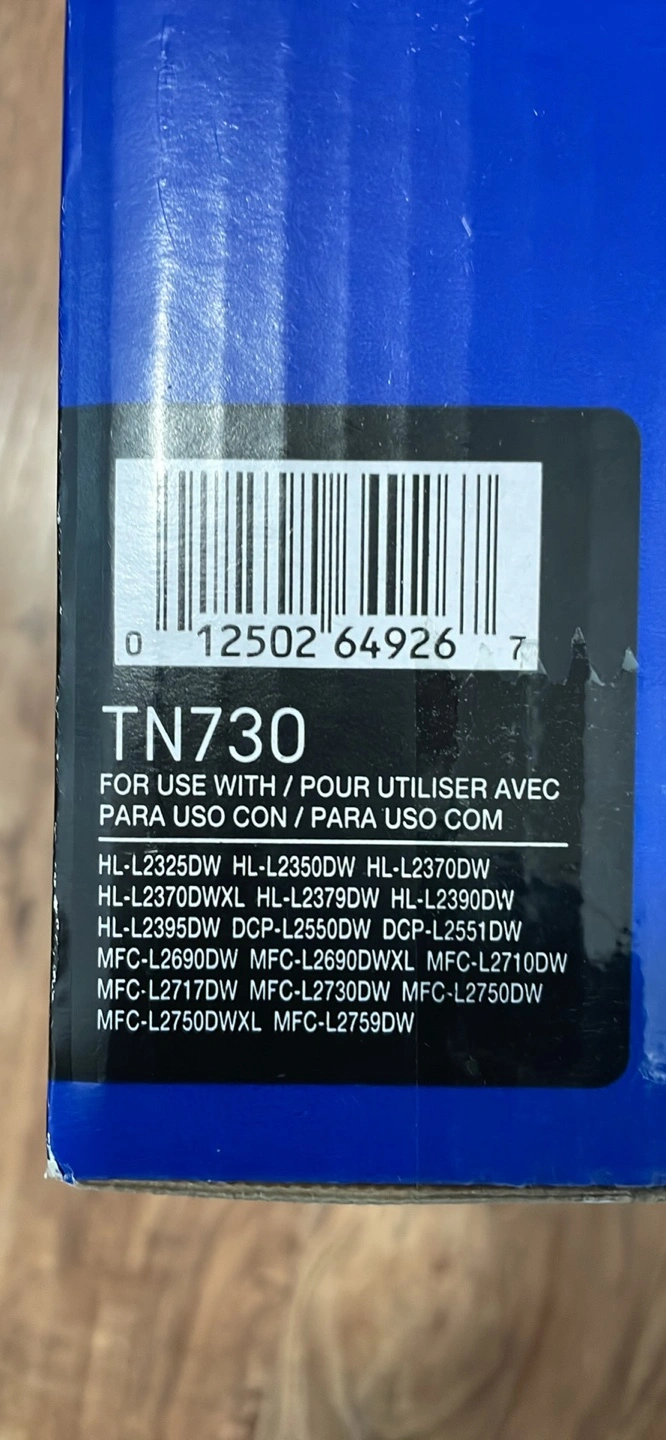 0 12502 64926 7
TN730
FOR USE WITH / POUR UTILISER AVEC
PARA USO CON / PARA USO COM
HL-L2325DW HL-L2350DW HL-L2370DW
HL-L2370DWXL HL-L2379DW HL-L2390DW
HL-L2395DW DCP-L2550DW DCP-L2551DW
MFC-L2690DW MFC-L2690DWXL MFC-L2710DW
MFC-L2717DW MFC-L2730DW MFC-L2750DW
MFC-L2750DWXL MFC-L2759DW